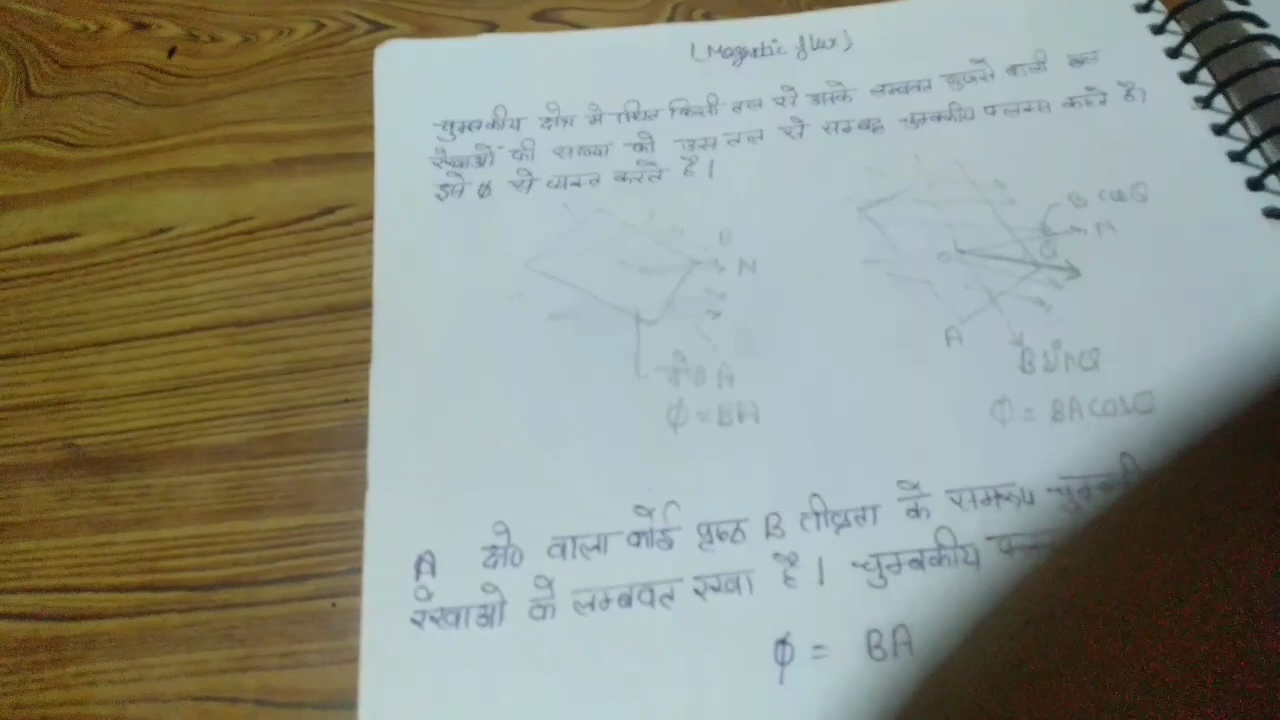 (Magnetic flux)
चुम्बकीय क्षेत्र में स्थित किसी तल से उसके लम्बवत गुजरने वाली बल
रेखाओं की संख्या को उस तल से सम्बद्ध चुम्बकीय फ्लक्स कहते है।
इसे ϕ से व्यक्त करते है।
B cosθ
N
N
θ
A
B sinθ
A
ϕ = BA
ϕ = BA cosθ
A क्षे० वाला कोई पृष्ठ B तीव्रता के समरूप
रेखाओ के लम्बवत रखा है। चुम्बकीय
ϕ = BA